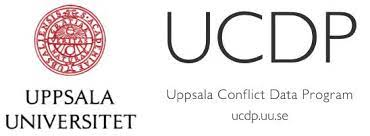 UPPSALA
UNIVERSITET
UCDP
Uppsala Conflict Data Program
ucdp.uu.se